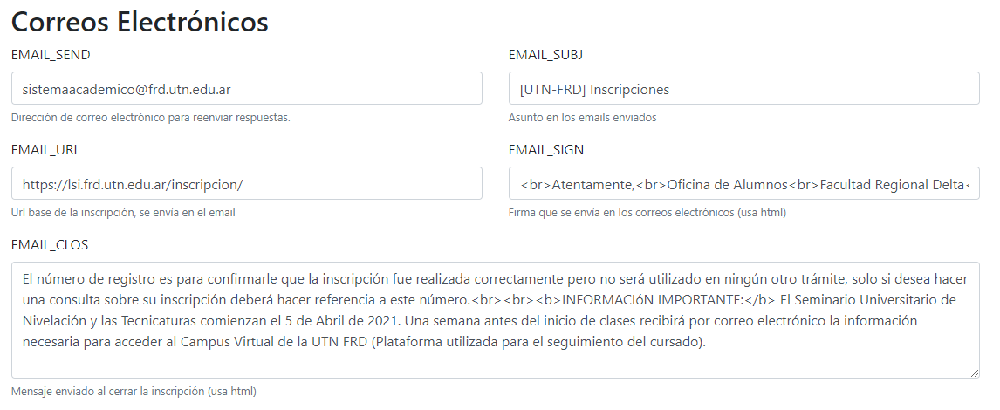 Correos Electrónicos
EMAIL_SEND
sistemaacademico@frd.utn.edu.ar
Dirección de correo electrónico para reenviar respuestas.
EMAIL_SUBJ
[UTN-FRD] Inscripciones
Asunto en los emails enviados
EMAIL_URL
https://lsi.frd.utn.edu.ar/inscripcion/
Url base de la inscripción, se envía en el email
EMAIL_SIGN
<br>Atentamente,<br>Oficina de Alumnos<br>Facultad Regional Delta<
Firma que se envía en los correos electrónicos (usa html)
EMAIL_CLOS
El número de registro es para confirmarle que la inscripción fue realizada correctamente pero no será utilizado en ningún otro trámite, solo si desea hacer
una consulta sobre su inscripción deberá hacer referencia a este número.<br><br><b>INFORMACIóN IMPORTANTE:</b> El Seminario Universitario de
Nivelación y las Tecnicaturas comienzan el 5 de Abril de 2021. Una semana antes del inicio de clases recibirá por correo electrónico la información
necesaria para acceder al Campus Virtual de la UTN FRD (Plataforma utilizada para el seguimiento del cursado).
Mensaje enviado al cerrar la inscripción (usa html)